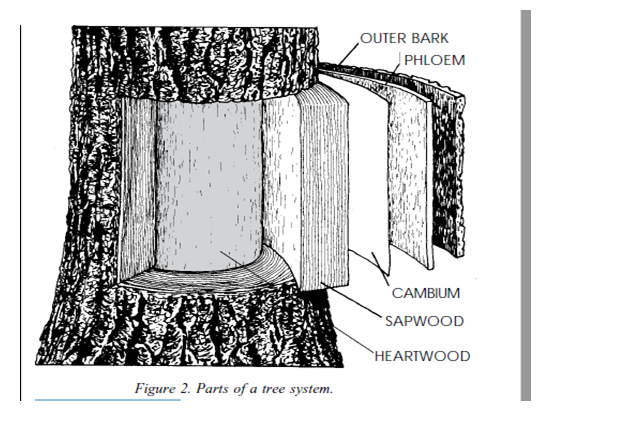 OUTER BARK
PHLOEM
CAMBIUM
SAPWOOD
HEARTWOOD
Figure 2. Parts of a tree system.